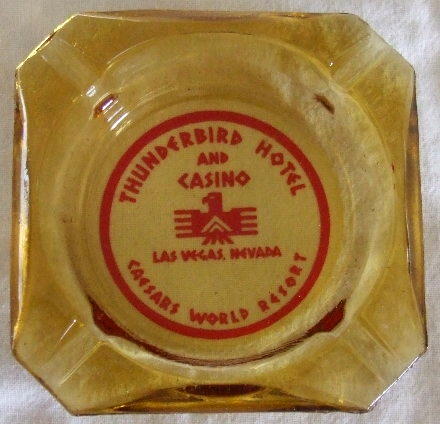 THUNDERBIRD HOTEL
AND
CASINO
LAS VEGAS, NEVADA
CAESARS WORLD RESORT